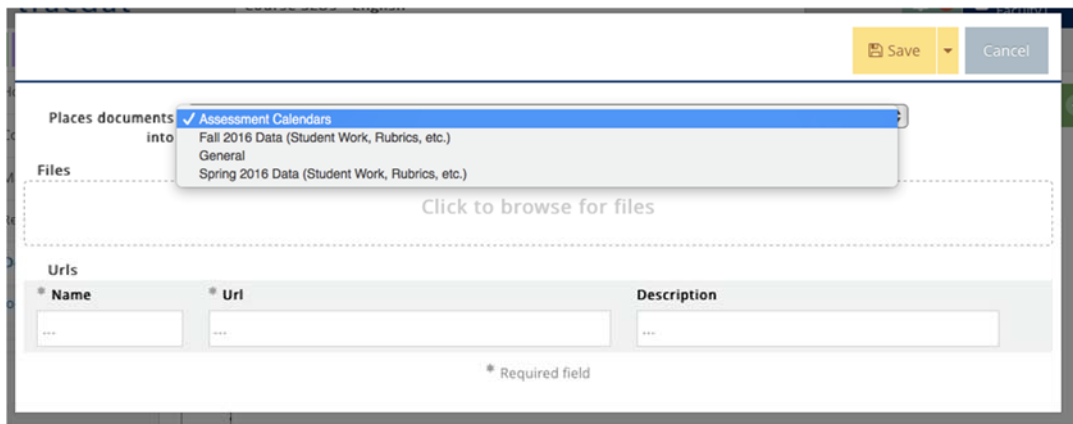 Save
Cancel
Places documents into
✓ Assessment Calendars
Fall 2016 Data (Student Work, Rubrics, etc.)
General
Spring 2016 Data (Student Work, Rubrics, etc.)
Files
Click to browse for files
Urls
* Name * Url Description
... ... ...
* Required field